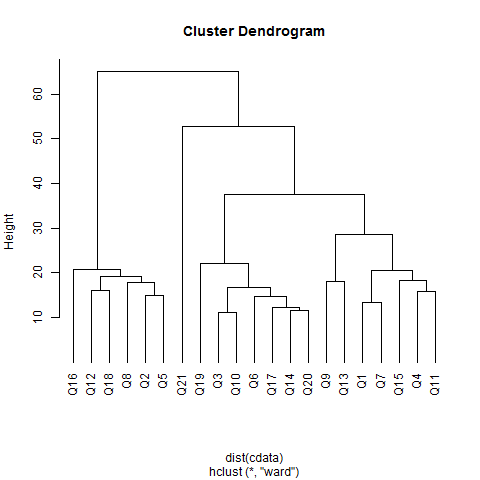 Cluster Dendrogram
Height
60
50
40
30
20
10
Q16 Q12 Q18 Q8 Q2 Q5 Q21 Q19 Q3 Q10 Q6 Q17 Q14 Q20 Q9 Q13 Q1 Q7 Q15 Q4 Q11
dist(cdata)
hclust (*, "ward")